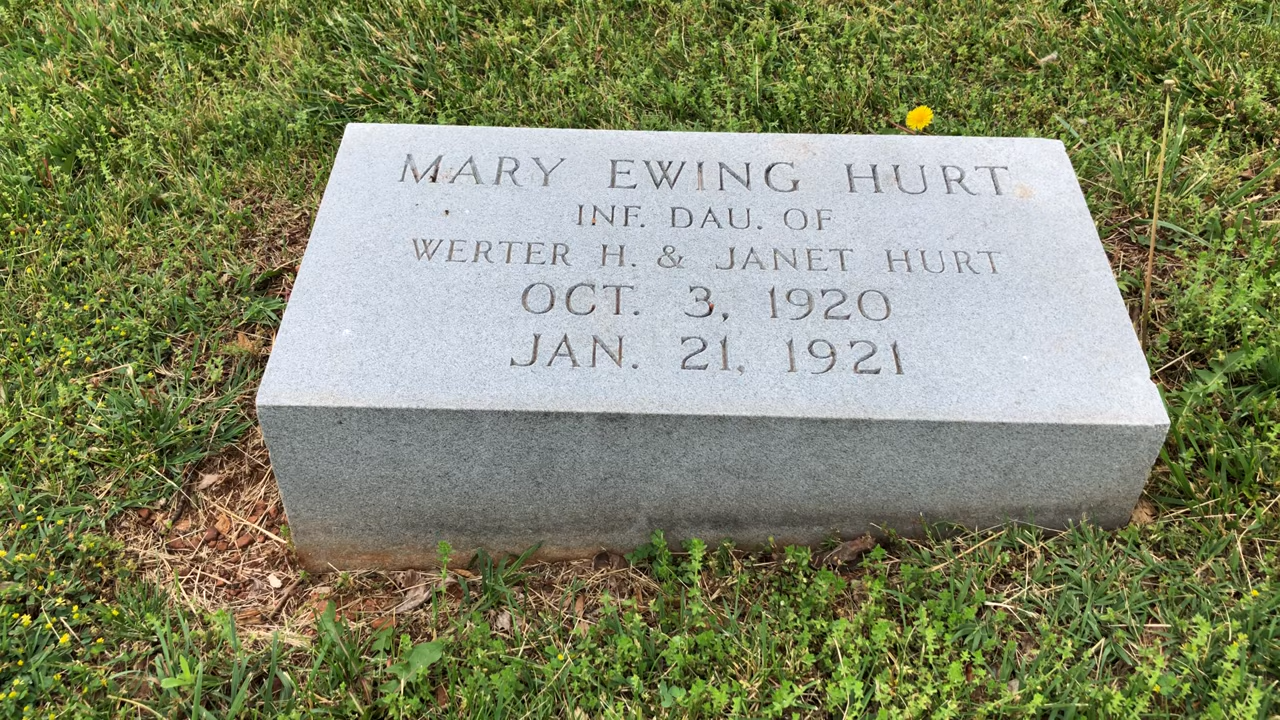 MARY EWING HURT
INF. DAU. OF
WERTER H. & JANET HURT
OCT. 3, 1920
JAN. 21, 1921